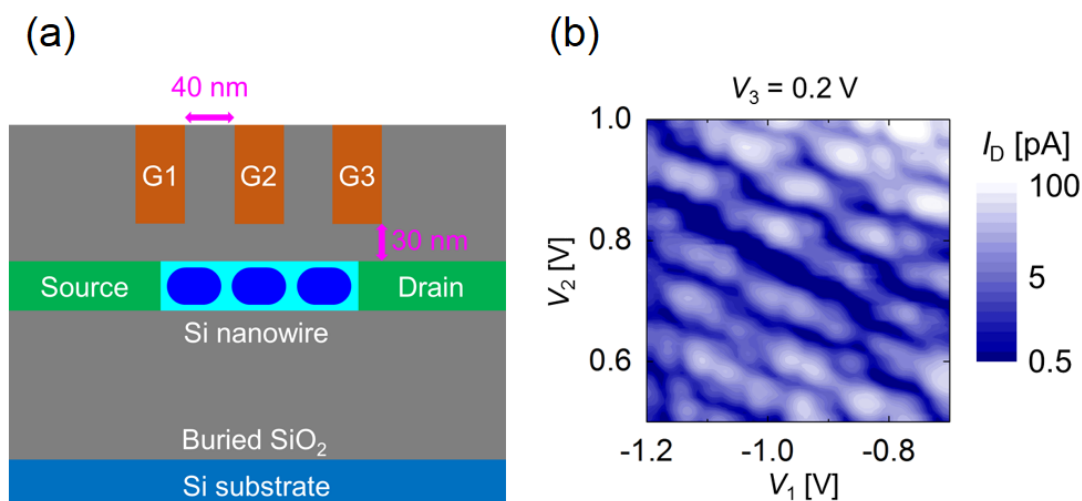 (a)
40 nm
G1 G2 G3
30 nm
Source Drain
Si nanowire
Buried SiO₂
Si substrate
(b)
V₃ = 0.2 V
1.0
0.8
0.6
V₂ [V]
-1.2 -1.0 -0.8
V₁ [V]
I_D [pA]
100
5
0.5